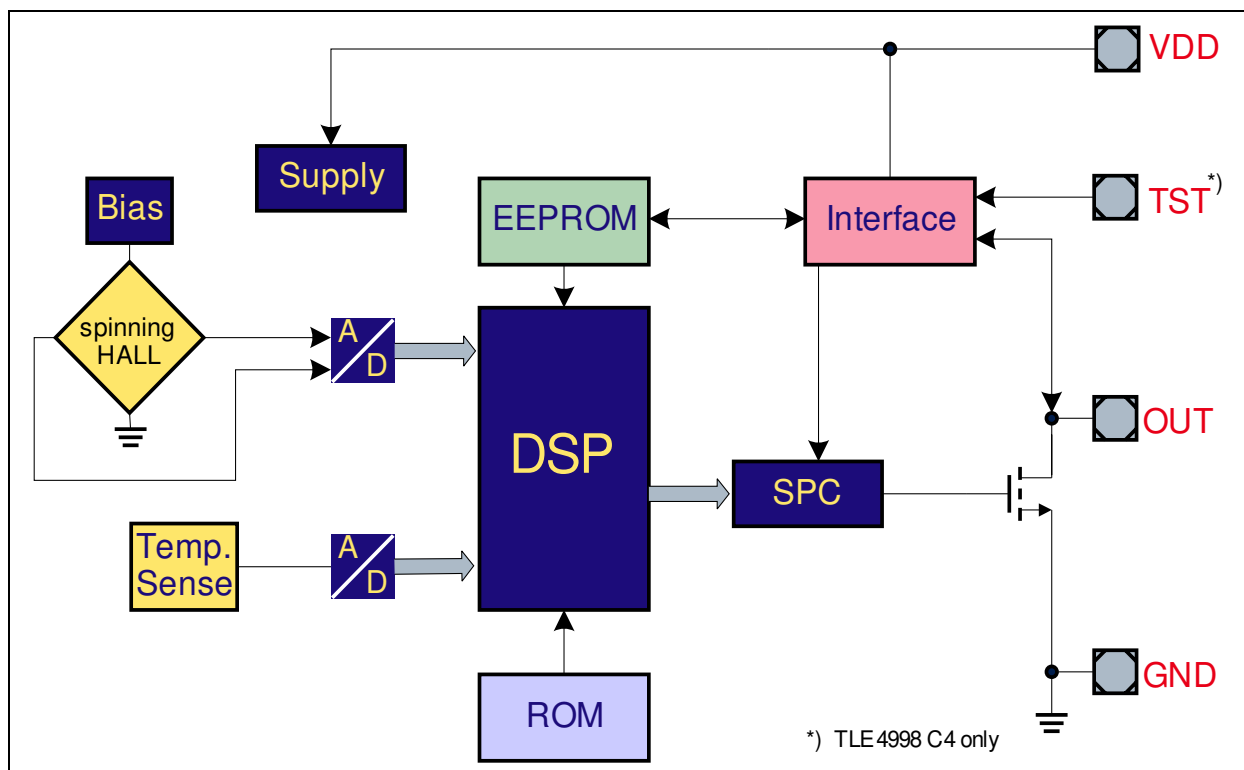 VDD
Supply
Bias
EEPROM
Interface
TST*)
spinning
HALL
A
D
DSP
OUT
SPC
Temp.
Sense
A
D
GND
ROM
*) TLE4998 C4 only